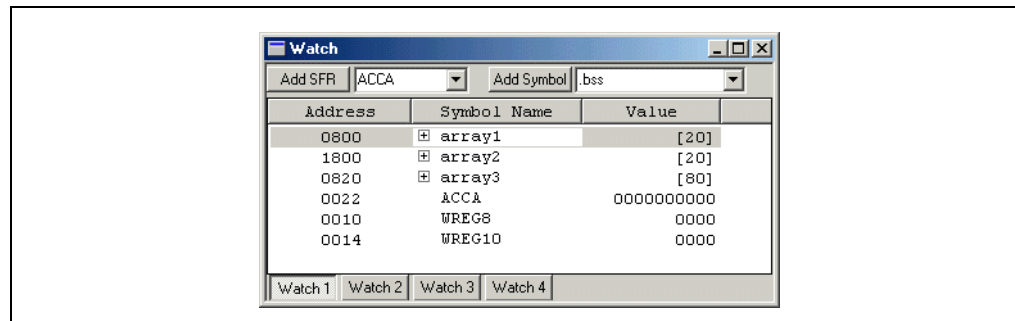 Watch
Add SFR ACCA Add Symbol .bss
Address Symbol Name Value
0800 array1 [20]
1800 array2 [20]
0820 array3 [80]
0022 ACCA 0000000000
0010 WREG8 0000
0014 WREG10 0000
Watch 1 Watch 2 Watch 3 Watch 4